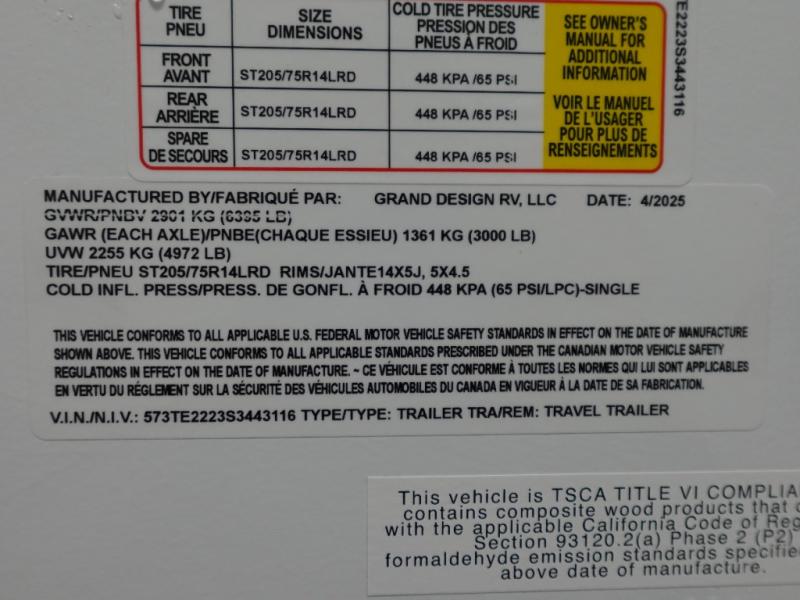 TIRE PNEU SIZE DIMENSIONS COLD TIRE PRESSURE PRESSION DES PNEUS À FROID
FRONT AVANT ST205/75R14LRD 448 KPA /65 PSI
REAR ARRIÈRE ST205/75R14LRD 448 KPA /65 PSI
SPARE DE SECOURS ST205/75R14LRD 448 KPA /65 PSI
SEE OWNER'S
MANUAL FOR
ADDITIONAL
INFORMATION
VOIR LE MANUEL
DE L'USAGER
POUR PLUS DE
RENSEIGNEMENTS
TE2223S3443116
MANUFACTURED BY/FABRIQUÉ PAR: GRAND DESIGN RV, LLC DATE: 4/2025
GVWR/PNBV 2901 KG (6395 LB)
GAWR (EACH AXLE)/PNBE(CHAQUE ESSIEU) 1361 KG (3000 LB)
UVW 2255 KG (4972 LB)
TIRE/PNEU ST205/75R14LRD RIMS/JANTE14X5J, 5X4.5
COLD INFL. PRESS/PRESS. DE GONFL. À FROID 448 KPA (65 PSI/LPC)-SINGLE
THIS VEHICLE CONFORMS TO ALL APPLICABLE U.S. FEDERAL MOTOR VEHICLE SAFETY STANDARDS IN EFFECT ON THE DATE OF MANUFACTURE
SHOWN ABOVE. THIS VEHICLE CONFORMS TO ALL APPLICABLE STANDARDS PRESCRIBED UNDER THE CANADIAN MOTOR VEHICLE SAFETY
REGULATIONS IN EFFECT ON THE DATE OF MANUFACTURE. ~ CE VÉHICULE EST CONFORME À TOUTES LES NORMES QUI LUI SONT APPLICABLES
EN VERTU DU RÉGLEMENT SUR LA SÉCURITÉ DES VÉHICULES AUTOMOBILES DU CANADA EN VIGUEUR À LA DATE DE SA FABRICATION.
V.I.N./N.I.V.: 573TE2223S3443116 TYPE/TYPE: TRAILER TRA/REM: TRAVEL TRAILER
This vehicle is TSCA TITLE VI COMPLIA
contains composite wood products that
with the applicable California Code of Reg
Section 93120.2(a) Phase 2 (P2)
formaldehyde emission standards specifie
above date of manufacture.